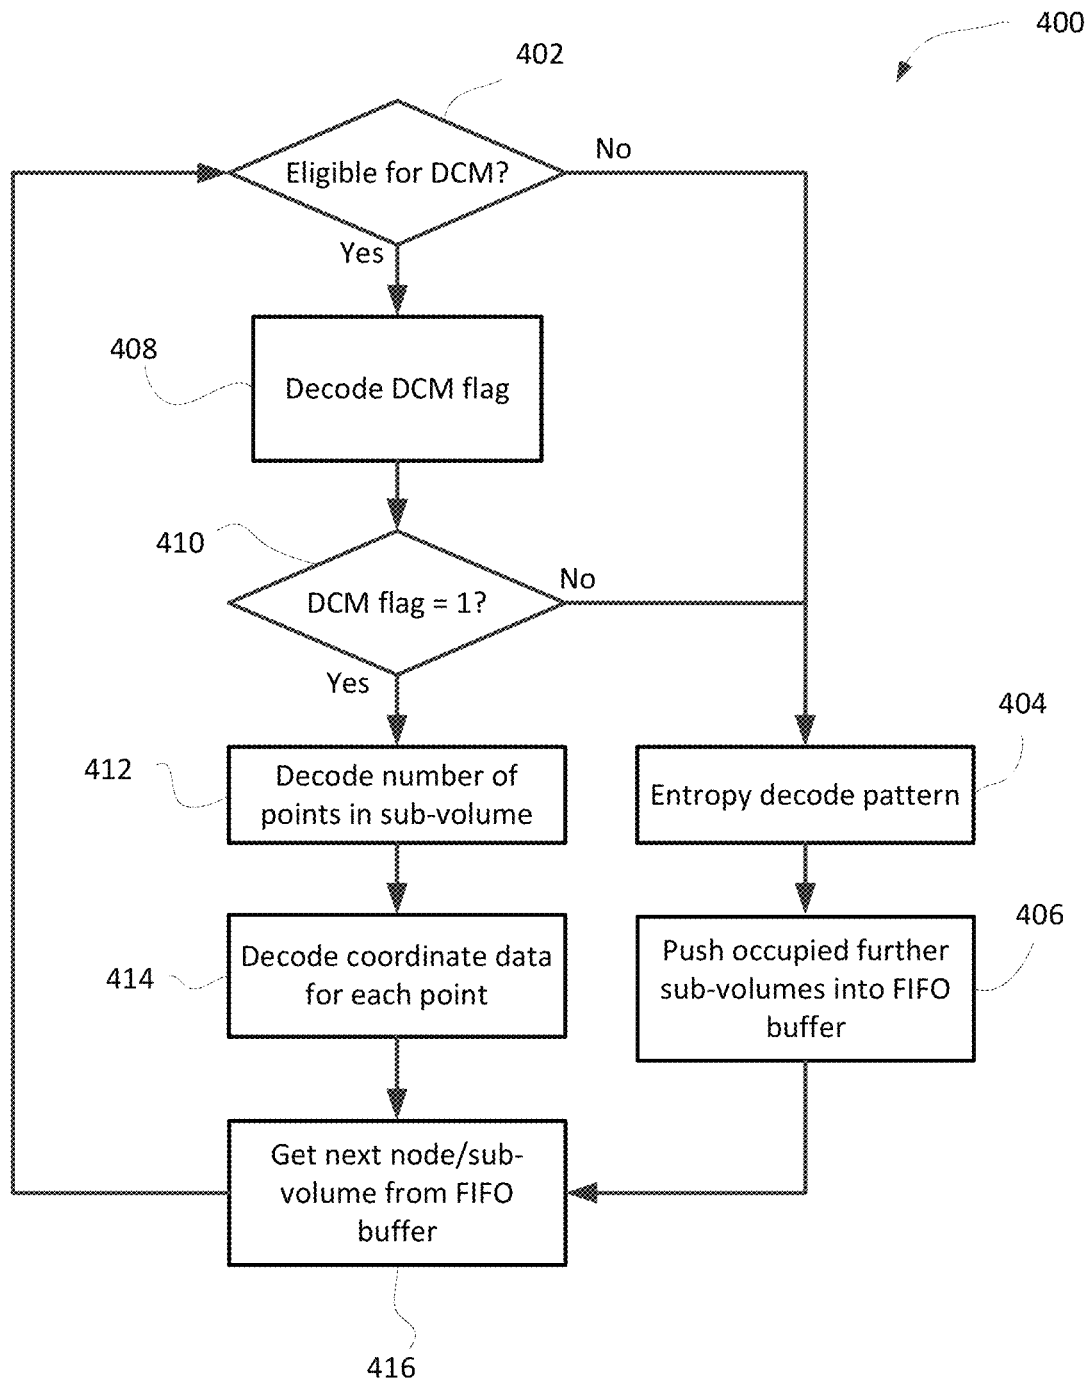 400
402
Eligible for DCM?
No
Yes
408
Decode DCM flag
410
DCM flag = 1?
No
Yes
412
Decode number of
points in sub-volume
404
Entropy decode pattern
414
Decode coordinate data
for each point
406
Push occupied further
sub-volumes into FIFO
buffer
Get next node/sub-
volume from FIFO
buffer
416